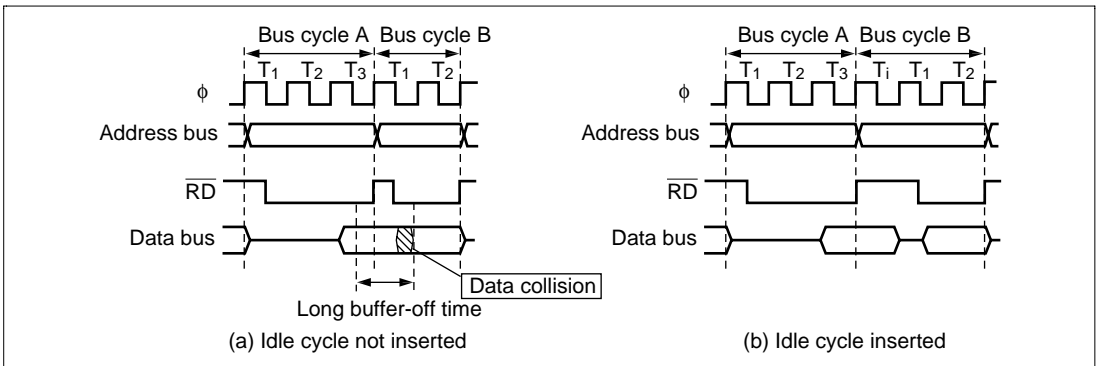 Bus cycle A Bus cycle B
T1 T2 T3 T1 T2
ϕ
Address bus
RD
Data bus
Data collision
Long buffer-off time
(a) Idle cycle not inserted
Bus cycle A Bus cycle B
T1 T2 T3 Ti T1 T2
ϕ
Address bus
RD
Data bus
(b) Idle cycle inserted